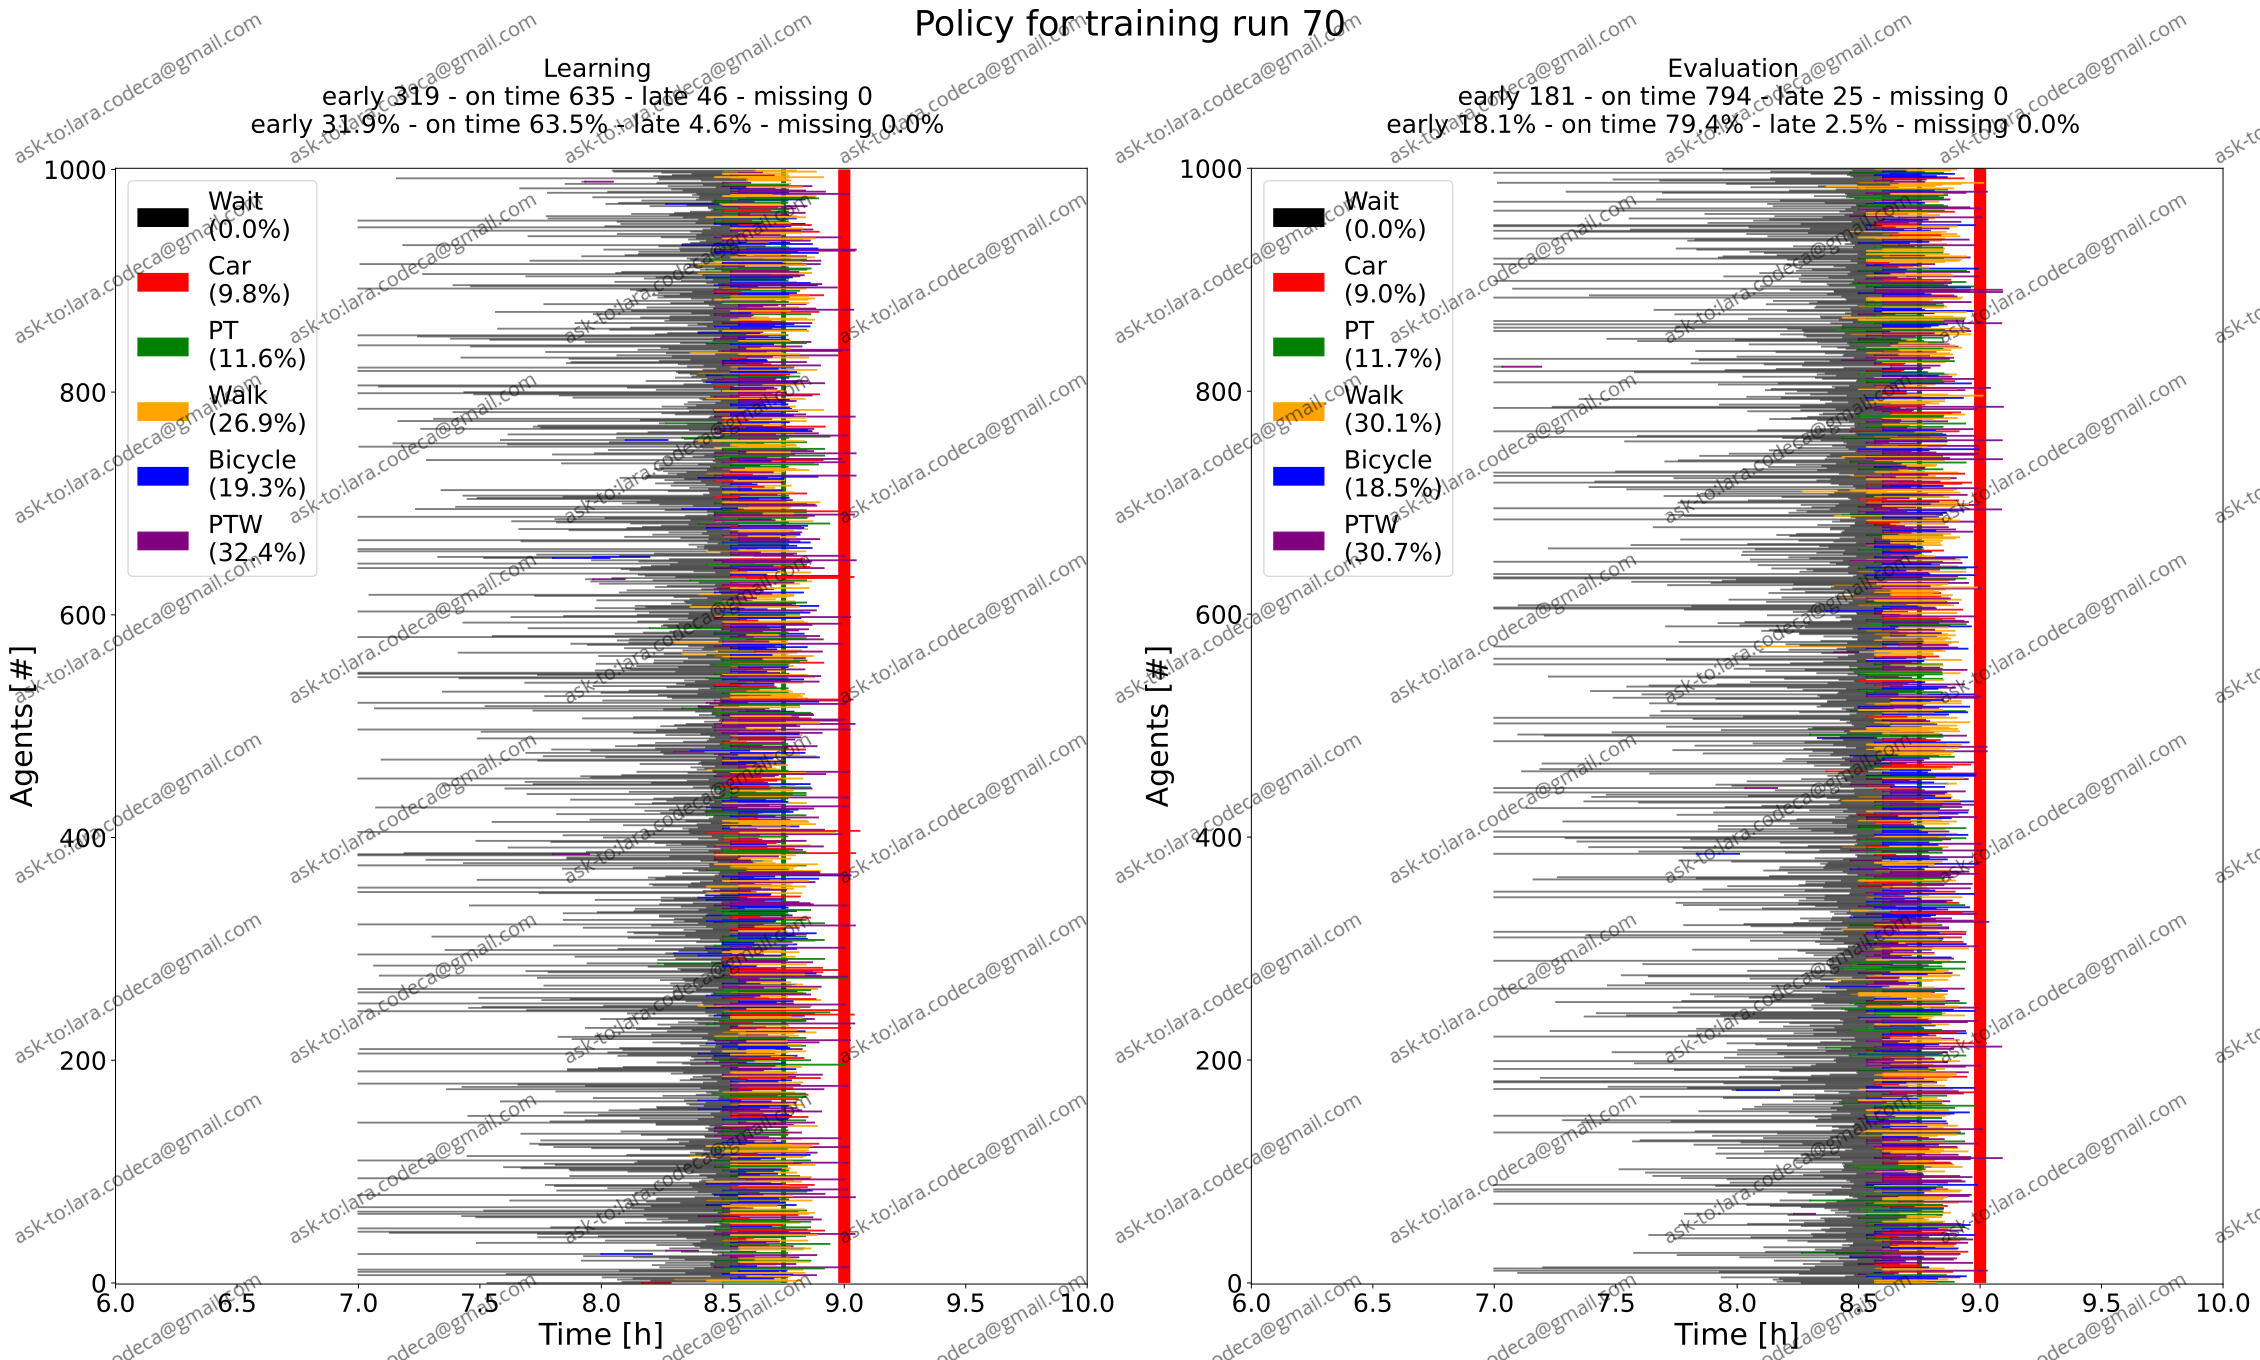 Policy for training run 70
Learning
early 319 - on time 635 - late 46 - missing 0
early 31.9% - on time 63.5% - late 4.6% - missing 0.0%
Wait
(0.0%)
Car
(9.8%)
PT
(11.6%)
Walk
(26.9%)
Bicycle
(19.3%)
PTW
(32.4%)
Agents [#]
1000
800
600
400
200
0
6.0 6.5 7.0 7.5 8.0 8.5 9.0 9.5 10.0
Time [h]
Evaluation
early 181 - on time 794 - late 25 - missing 0
early 18.1% - on time 79.4% - late 2.5% - missing 0.0%
Wait
(0.0%)
Car
(9.0%)
PT
(11.7%)
Walk
(30.1%)
Bicycle
(18.5%)
PTW
(30.7%)
Agents [#]
1000
800
600
400
200
0
6.0 6.5 7.0 7.5 8.0 8.5 9.0 9.5 10.0
Time [h]
ask-to:lara.codeca@gmail.com